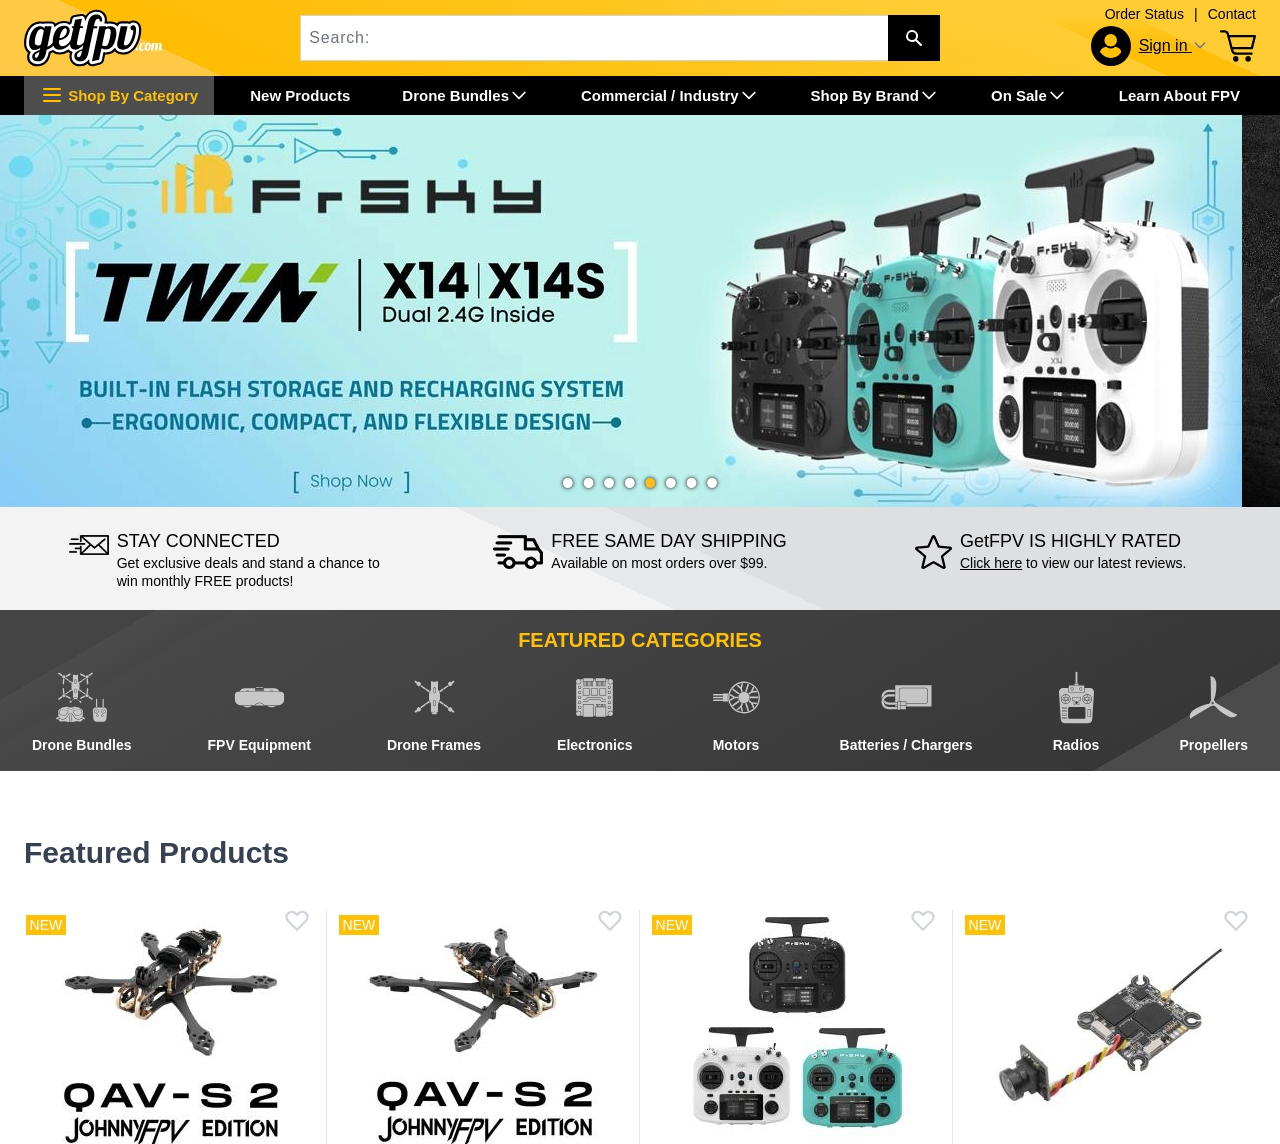 getfpv.com
Search:
Order Status | Contact
Sign in
Shop By Category
New Products
Drone Bundles
Commercial / Industry
Shop By Brand
On Sale
Learn About FPV
FrSKY
[TWIN | X14 | X14S]
Dual 2.4G Inside
BUILT-IN FLASH STORAGE AND RECHARGING SYSTEM
ERGONOMIC, COMPACT, AND FLEXIBLE DESIGN
[ Shop Now ]
FrSKY
FrSKY
X14
STAY CONNECTED
Get exclusive deals and stand a chance to
win monthly FREE products!
FREE SAME DAY SHIPPING
Available on most orders over $99.
GetFPV IS HIGHLY RATED
Click here to view our latest reviews.
FEATURED CATEGORIES
Drone Bundles
FPV Equipment
Drone Frames
Electronics
Motors
Batteries / Chargers
Radios
Propellers
Featured Products
NEW
NEW
NEW
NEW
QAV-S 2
JOHNNYFPV EDITION
QAV-S 2
JOHNNYFPV EDITION